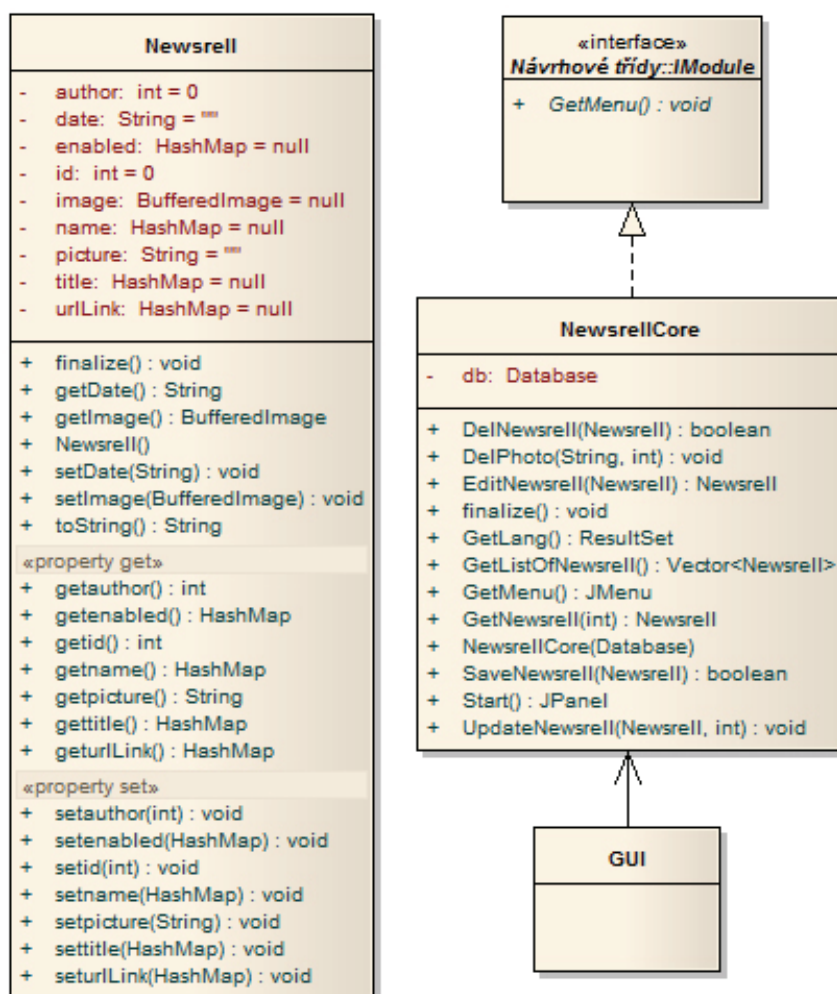 Newsrell
- author: int = 0
- date: String = ""
- enabled: HashMap = null
- id: int = 0
- image: BufferedImage = null
- name: HashMap = null
- picture: String = ""
- title: HashMap = null
- urlLink: HashMap = null
+ finalize() : void
+ getDate() : String
+ getImage() : BufferedImage
+ Newsrell()
+ setDate(String) : void
+ setImage(BufferedImage) : void
+ toString() : String
«property get»
+ getauthor() : int
+ getenabled() : HashMap
+ getid() : int
+ getname() : HashMap
+ getpicture() : String
+ gettitle() : HashMap
+ geturlLink() : HashMap
«property set»
+ setauthor(int) : void
+ setenabled(HashMap) : void
+ setid(int) : void
+ setname(HashMap) : void
+ setpicture(String) : void
+ settitle(HashMap) : void
+ seturlLink(HashMap) : void
«interface»
Návrhové třídy::IModule
+ GetMenu() : void
NewsrellCore
- db: Database
+ DelNewsrell(Newsrell) : boolean
+ DelPhoto(String, int) : void
+ EditNewsrell(Newsrell) : Newsrell
+ finalize() : void
+ GetLang() : ResultSet
+ GetListOfNewsrell() : Vector<Newsrell>
+ GetMenu() : JMenu
+ GetNewsrell(int) : Newsrell
+ NewsrellCore(Database)
+ SaveNewsrell(Newsrell) : boolean
+ Start() : JPanel
+ UpdateNewsrell(Newsrell, int) : void
GUI